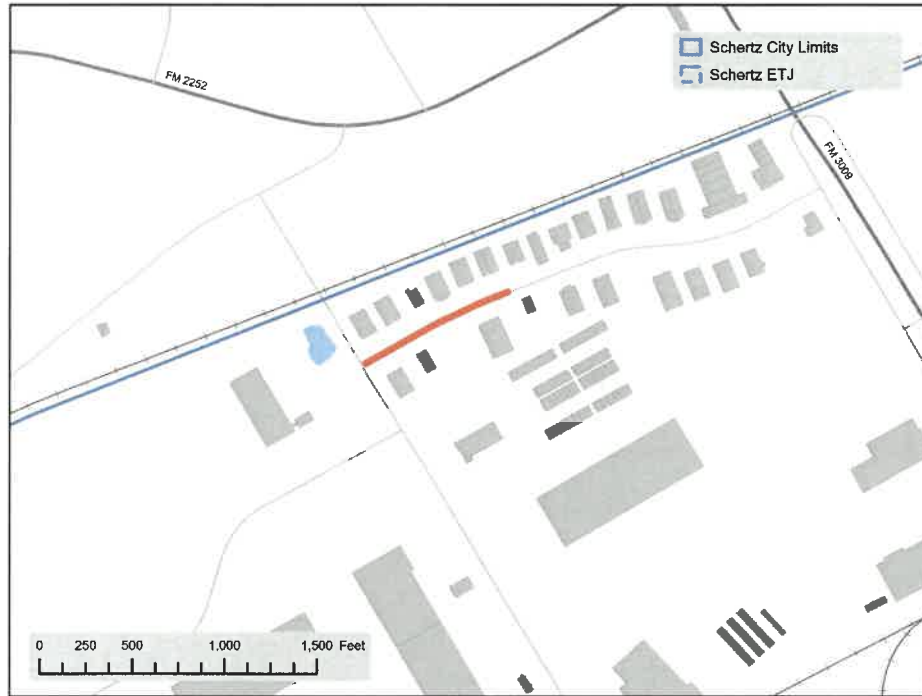 Schertz City Limits
Schertz ETJ
FM 2252
FM 3009
0 250 500 1,000 1,500 Feet